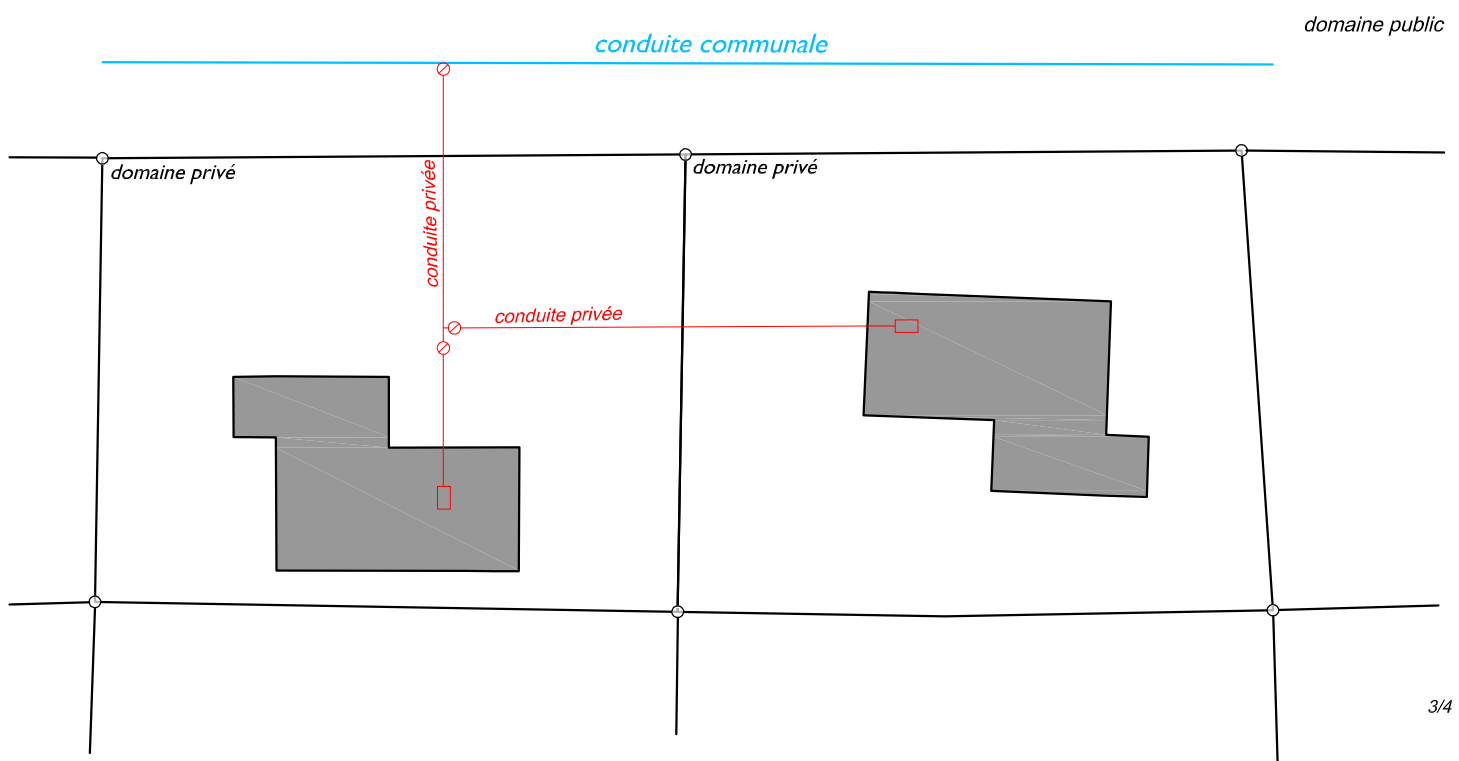 domaine public
conduite communale
domaine privé
domaine privé
conduite privée
conduite privée
3/4